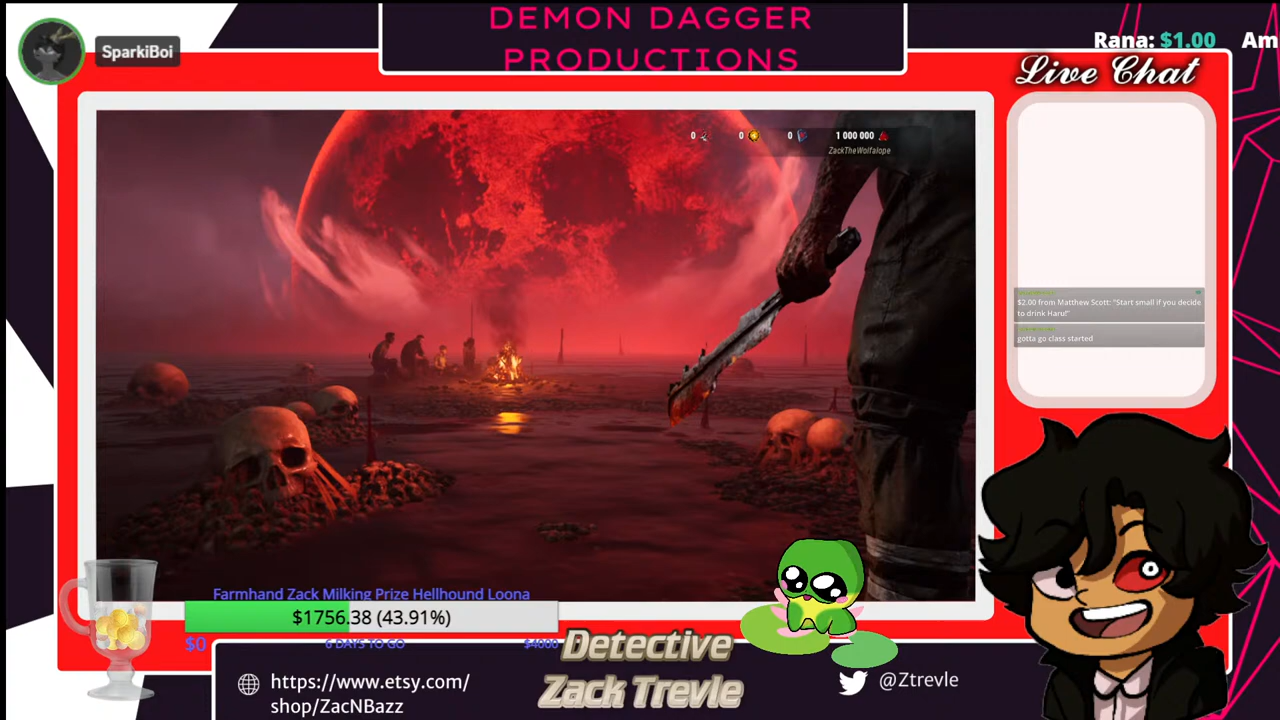 DEMON DAGGER
PRODUCTIONS
SparkiBoi
Rana: $1.00 Am
Live Chat
0 0 0 1 000 000
ZackTheWolfalope
$2.00 from Matthew Scott: "Start small if you decide
to drink Haru!"
gotta go class started
Farmhand Zack Milking Prize Hellhound Loona
$1756.38 (43.91%)
$0 6 DAYS TO GO $4000
Detective
Zack Trevle
https://www.etsy.com/
shop/ZacNBazz
@Ztrevle